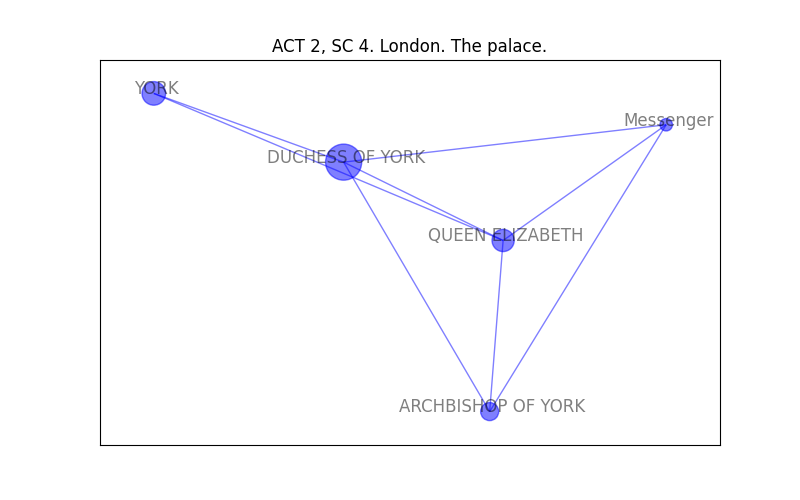 ACT 2, SC 4. London. The palace.
YORK
Messenger
DUCHESS OF YORK
QUEEN ELIZABETH
ARCHBISHOP OF YORK